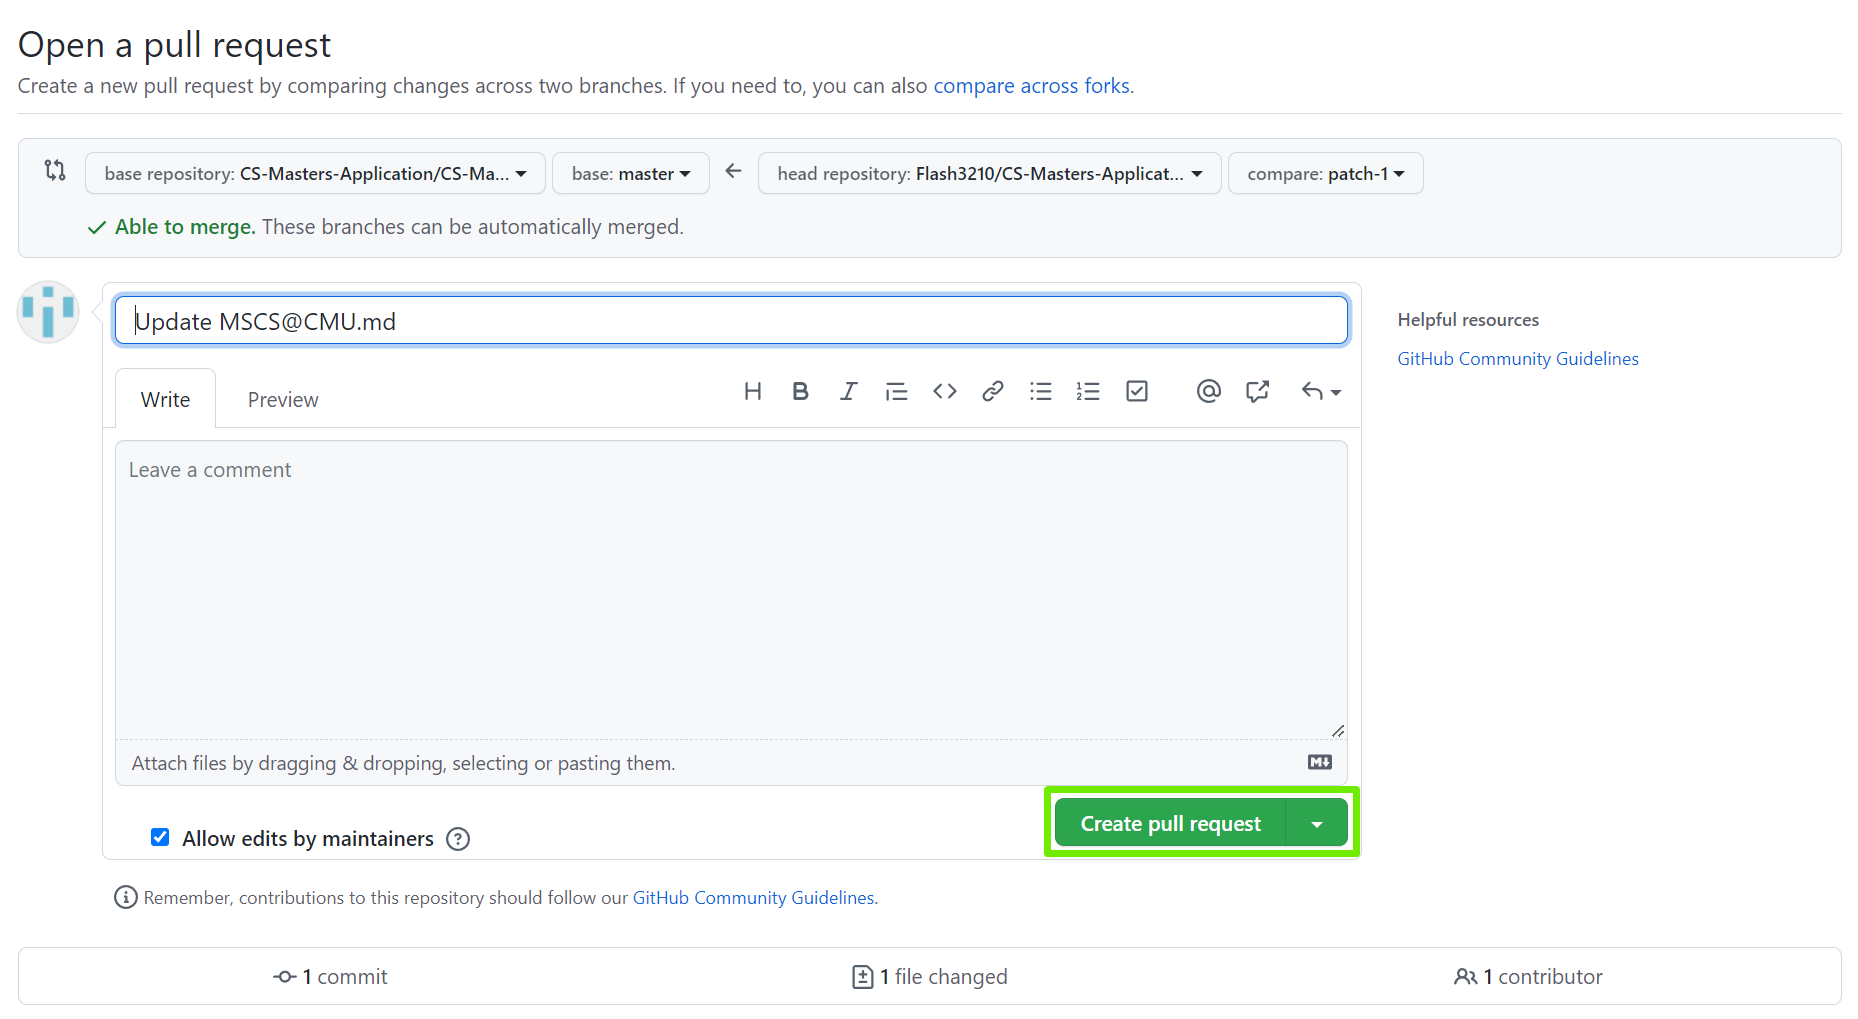 Open a pull request
Create a new pull request by comparing changes across two branches. If you need to, you can also compare across forks.
base repository: CS-Masters-Application/CS-Ma... base: master head repository: Flash3210/CS-Masters-Applicat... compare: patch-1
Able to merge. These branches can be automatically merged.
Update MSCS@CMU.md
Helpful resources
GitHub Community Guidelines
Write Preview
Leave a comment
Attach files by dragging & dropping, selecting or pasting them.
Create pull request
Allow edits by maintainers
Remember, contributions to this repository should follow our GitHub Community Guidelines.
1 commit 1 file changed 1 contributor